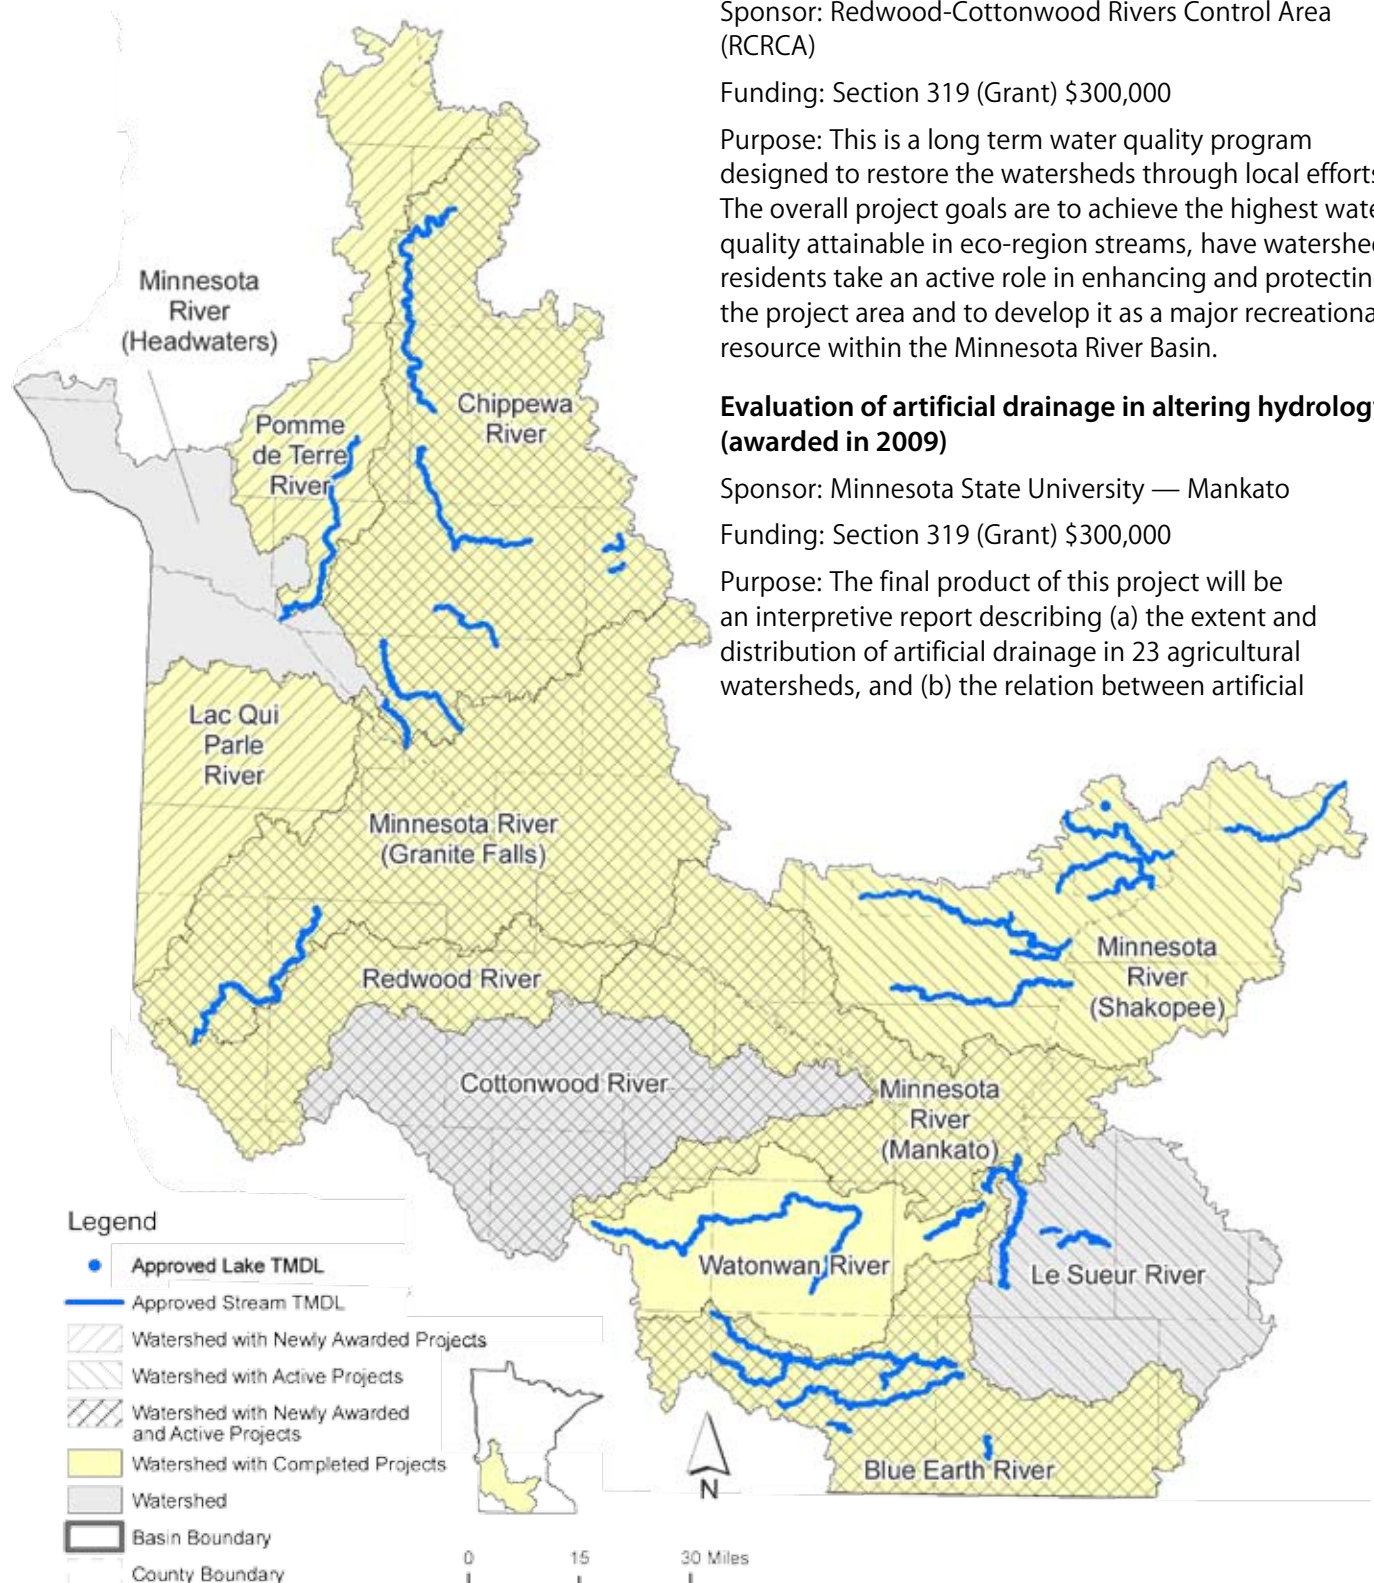 Sponsor: Redwood-Cottonwood Rivers Control Area
(RCRCA)
Funding: Section 319 (Grant) $300,000
Purpose: This is a long term water quality program
designed to restore the watersheds through local efforts
The overall project goals are to achieve the highest wate
quality attainable in eco-region streams, have watershe
residents take an active role in enhancing and protectin
the project area and to develop it as a major recreationa
resource within the Minnesota River Basin.
Evaluation of artificial drainage in altering hydrology
(awarded in 2009)
Sponsor: Minnesota State University — Mankato
Funding: Section 319 (Grant) $300,000
Purpose: The final product of this project will be
an interpretive report describing (a) the extent and
distribution of artificial drainage in 23 agricultural
watersheds, and (b) the relation between artificial
Minnesota
River
(Headwaters)
Pomme
de Terre
River
Chippewa
River
Lac Qui
Parle
River
Minnesota River
(Granite Falls)
Redwood River
Minnesota
River
(Shakopee)
Cottonwood River
Minnesota
River
(Mankato)
Watonwan River
Le Sueur River
Blue Earth River
Legend
Approved Lake TMDL
Approved Stream TMDL
Watershed with Newly Awarded Projects
Watershed with Active Projects
Watershed with Newly Awarded
and Active Projects
Watershed with Completed Projects
Watershed
Basin Boundary
County Boundary
N
0 15 30 Miles